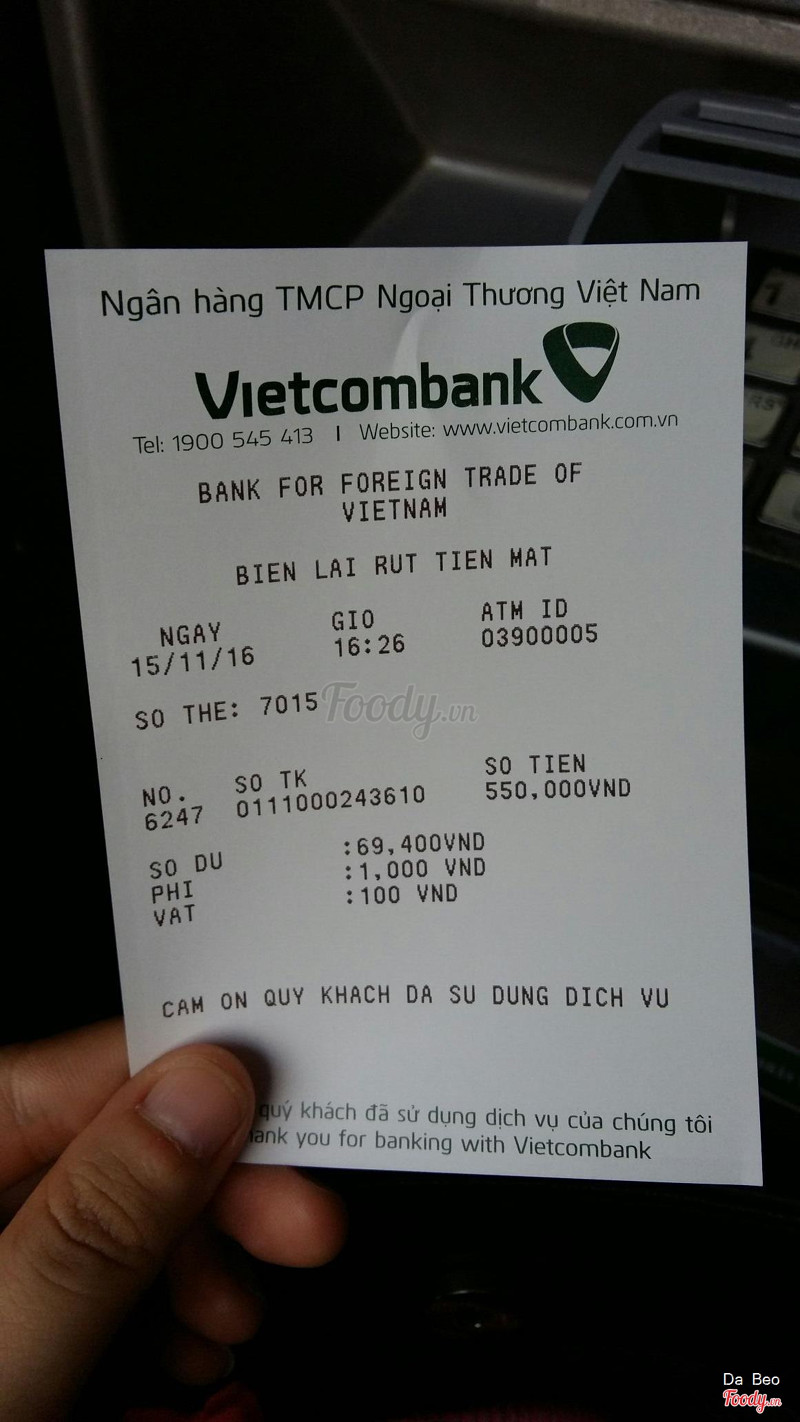 Ngân hàng TMCP Ngoại Thương Việt Nam
Vietcombank
Tel: 1900 545 413 | Website: www.vietcombank.com.vn
BANK FOR FOREIGN TRADE OF
VIETNAM
BIEN LAI RUT TIEN MAT
NGAY GIO ATM ID
15/11/16 16:26 03900005
SO THE: 7015
Foody.vn
NO. SO TK SO TIEN
6247 0111000243610 550,000VND
SO DU :69,400VND
PHI :1,000 VND
VAT :100 VND
CAM ON QUY KHACH DA SU DUNG DICH VU
quý khách đã sử dụng dịch vụ của chúng tôi
ank you for banking with Vietcombank
Da Beo
Foody.vn